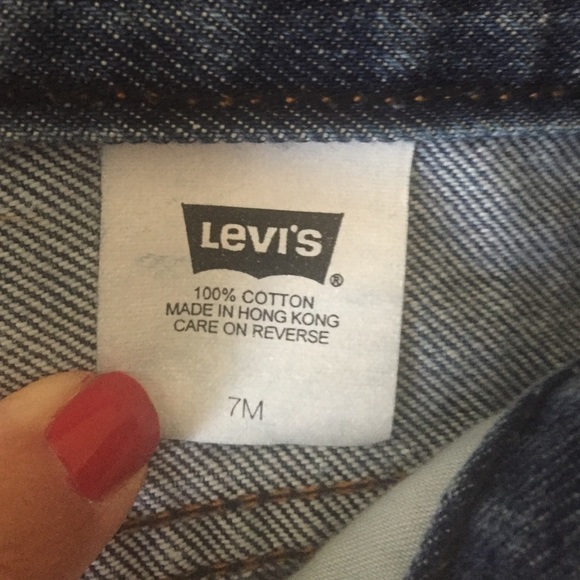 LEVI'S ®
100% COTTON
MADE IN HONG KONG
CARE ON REVERSE
7M